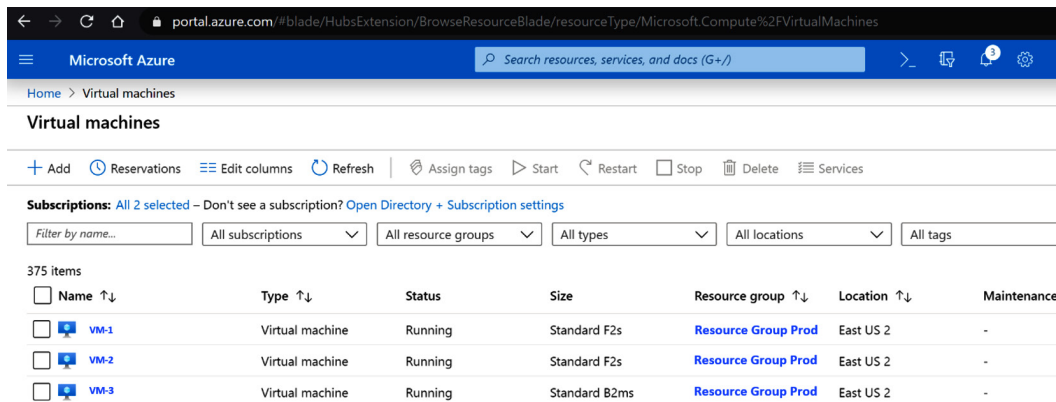 portal.azure.com/#blade/HubsExtension/BrowseResourceBlade/resourceType/Microsoft.Compute%2FVirtualMachines
Microsoft Azure Search resources, services, and docs (G+/) 3
Home > Virtual machines
Virtual machines
Add Reservations Edit columns Refresh Assign tags Start Restart Stop Delete Services
Subscriptions: All 2 selected – Don't see a subscription? Open Directory + Subscription settings
Filter by name... All subscriptions All resource groups All types All locations All tags
375 items
Name ↑↓ Type ↑↓ Status Size Resource group ↑↓ Location ↑↓ Maintenance
VM-1 Virtual machine Running Standard F2s Resource Group Prod East US 2 -
VM-2 Virtual machine Running Standard F2s Resource Group Prod East US 2 -
VM-3 Virtual machine Running Standard B2ms Resource Group Prod East US 2 -